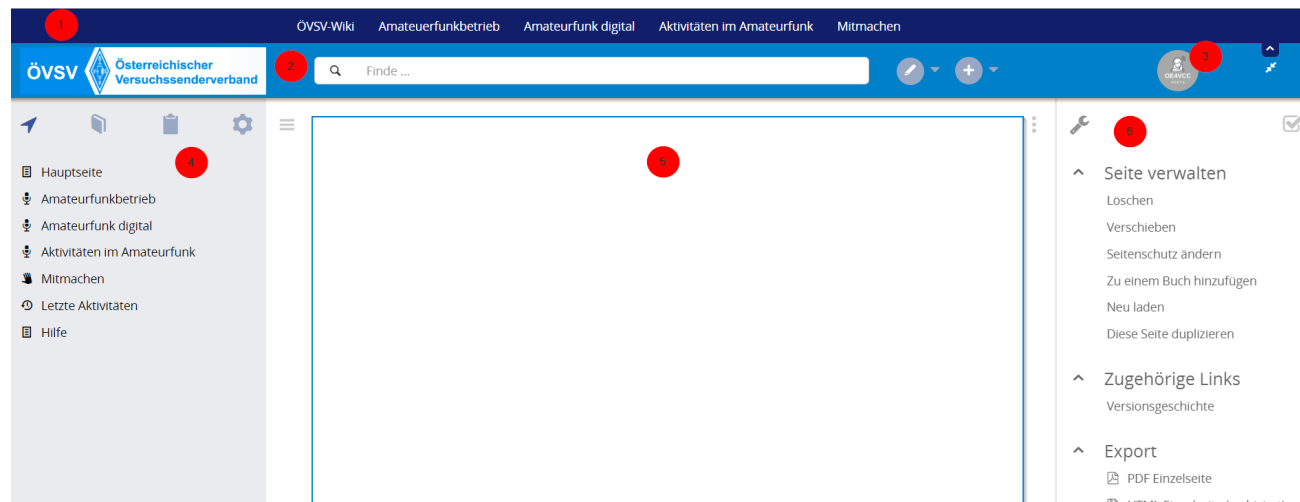 1
ÖVSV-Wiki Amateuerfunkbetrieb Amateurfunk digital Aktivitäten im Amateurfunk Mitmachen
ÖVSV Österreichischer
Versuchssenderverband
2
Finde ...
OE4VCC
3
4
5
6
Hauptseite
Amateurfunkbetrieb
Amateurfunk digital
Aktivitäten im Amateurfunk
Mitmachen
Letzte Aktivitäten
Hilfe
Seite verwalten
Löschen
Verschieben
Seitenschutz ändern
Zu einem Buch hinzufügen
Neu laden
Diese Seite duplizieren
Zugehörige Links
Versionsgeschichte
Export
PDF Einzelseite